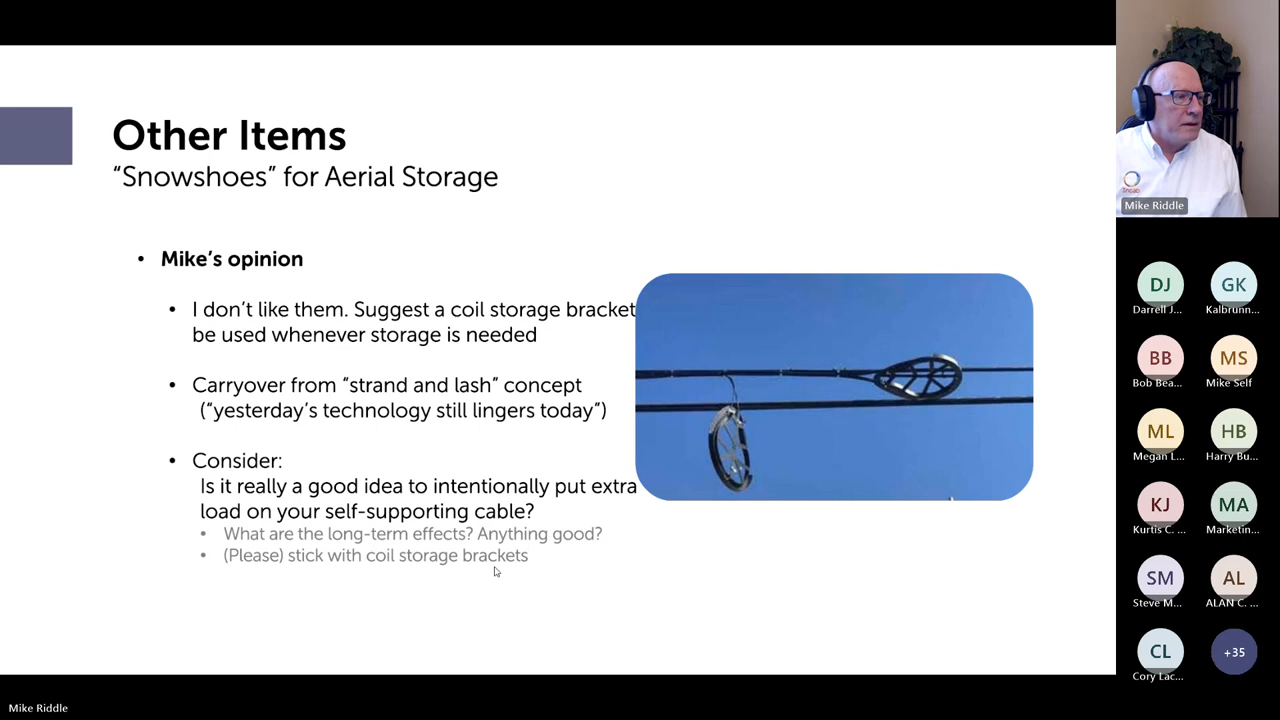 Other Items
“Snowshoes” for Aerial Storage
• Mike’s opinion
• I don’t like them. Suggest a coil storage bracket
be used whenever storage is needed
• Carryover from “strand and lash” concept
(“yesterday’s technology still lingers today”)
• Consider:
Is it really a good idea to intentionally put extra
load on your self-supporting cable?
• What are the long-term effects? Anything good?
• (Please) stick with coil storage brackets
Incab
Mike Riddle
DJ GK
Darrell J... Kalbrunn...
BB MS
Bob Bea... Mike Self
ML HB
Megan L... Harry Bu...
KJ MA
Kurtis C. ... Marketin...
SM AL
Steve M... ALAN C. ...
CL +35
Cory Lac...
Mike Riddle